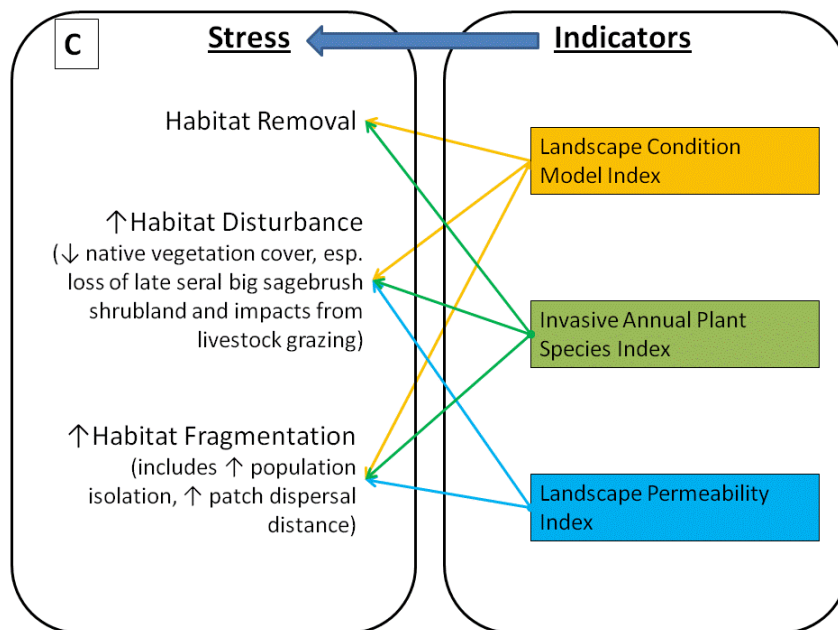 C
Stress
Indicators
Habitat Removal
↑Habitat Disturbance
(↓ native vegetation cover, esp.
loss of late seral big sagebrush
shrubland and impacts from
livestock grazing)
↑Habitat Fragmentation
(includes ↑ population
isolation, ↑ patch dispersal
distance)
Landscape Condition
Model Index
Invasive Annual Plant
Species Index
Landscape Permeability
Index